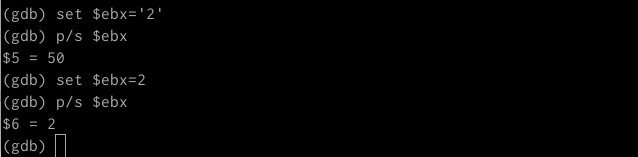 (gdb) set $ebx='2'
(gdb) p/s $ebx
$5 = 50
(gdb) set $ebx=2
(gdb) p/s $ebx
$6 = 2
(gdb)